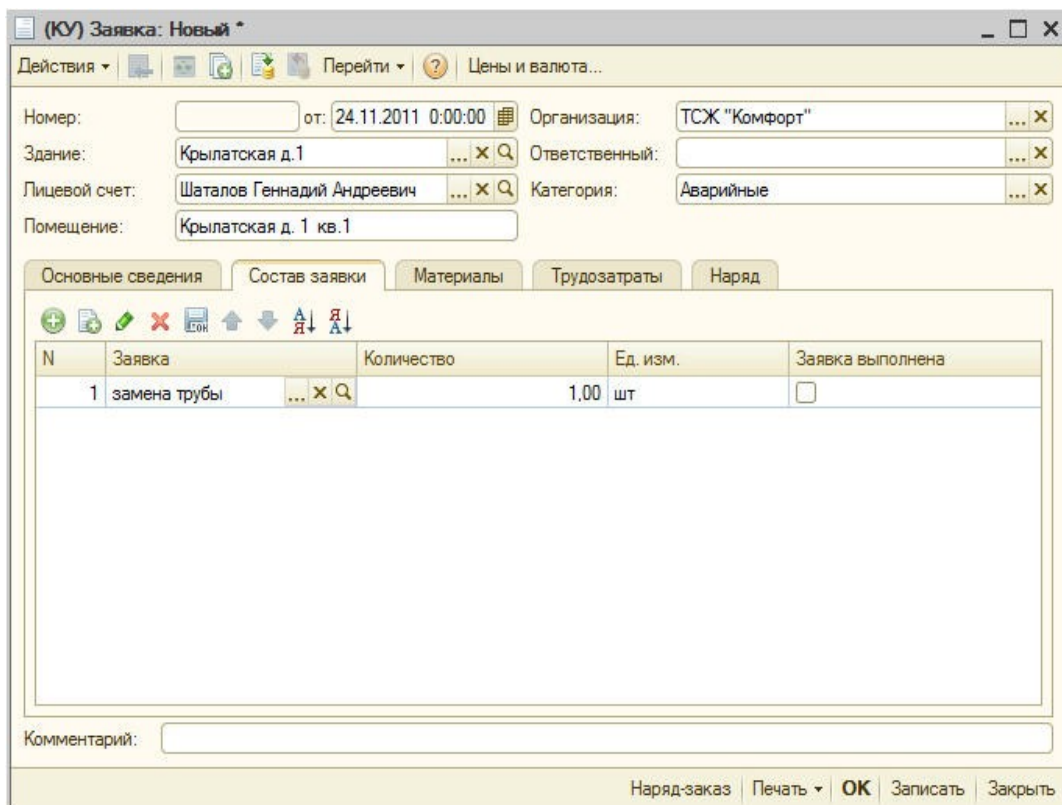 (КУ) Заявка: Новый *
Действия Перейти Цены и валюта...
Номер: от: 24.11.2011 0:00:00 Организация: ТСЖ "Комфорт"
Здание: Крылатская д.1 Ответственный:
Лицевой счет: Шаталов Геннадий Андреевич Категория: Аварийные
Помещение: Крылатская д. 1 кв.1
Основные сведения Состав заявки Материалы Трудозатраты Наряд
N Заявка Количество Ед. изм. Заявка выполнена
1 замена трубы ... 1,00 шт
Комментарий:
Наряд-заказ Печать ОК Записать Закрыть